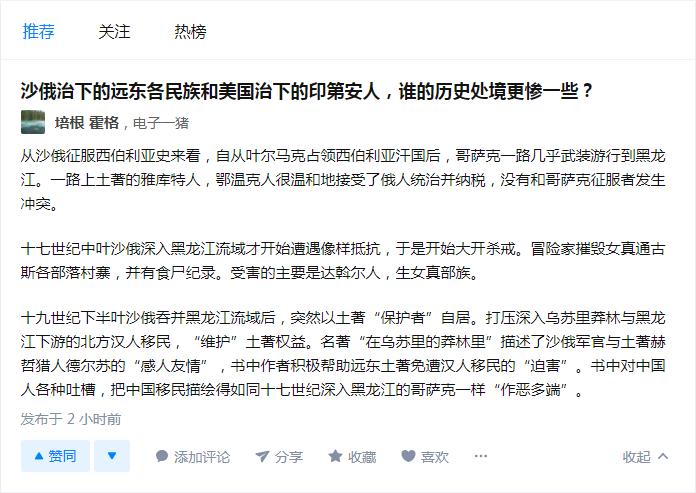 推荐 关注 热榜
沙俄治下的远东各民族和美国治下的印第安人，谁的历史处境更惨一些？
培根 霍格，电子一猪
从沙俄征服西伯利亚史来看，自从叶尔马克占领西伯利亚汗国后，哥萨克一路几乎武装游行到黑龙
江。一路上土著的雅库特人，鄂温克人很温和地接受了俄人统治并纳税，没有和哥萨克征服者发生
冲突。
十七世纪中叶沙俄深入黑龙江流域才开始遭遇像样抵抗，于是开始大开杀戒。冒险家摧毁女真通古
斯各部落村寨，并有食尸纪录。受害的主要是达斡尔人，生女真部族。
十九世纪下半叶沙俄吞并黑龙江流域后，突然以土著“保护者”自居。打压深入乌苏里莽林与黑龙
江下游的北方汉人移民，“维护”土著权益。名著“在乌苏里的莽林里”描述了沙俄军官与土著赫
哲猎人德尔苏的“感人友情”，书中作者积极帮助远东土著免遭汉人移民的“迫害”。书中对中国
人各种吐槽，把中国移民描绘得如同十七世纪深入黑龙江的哥萨克一样“作恶多端”。
发布于 2 小时前
赞同 添加评论 分享 收藏 喜欢 ··· 收起